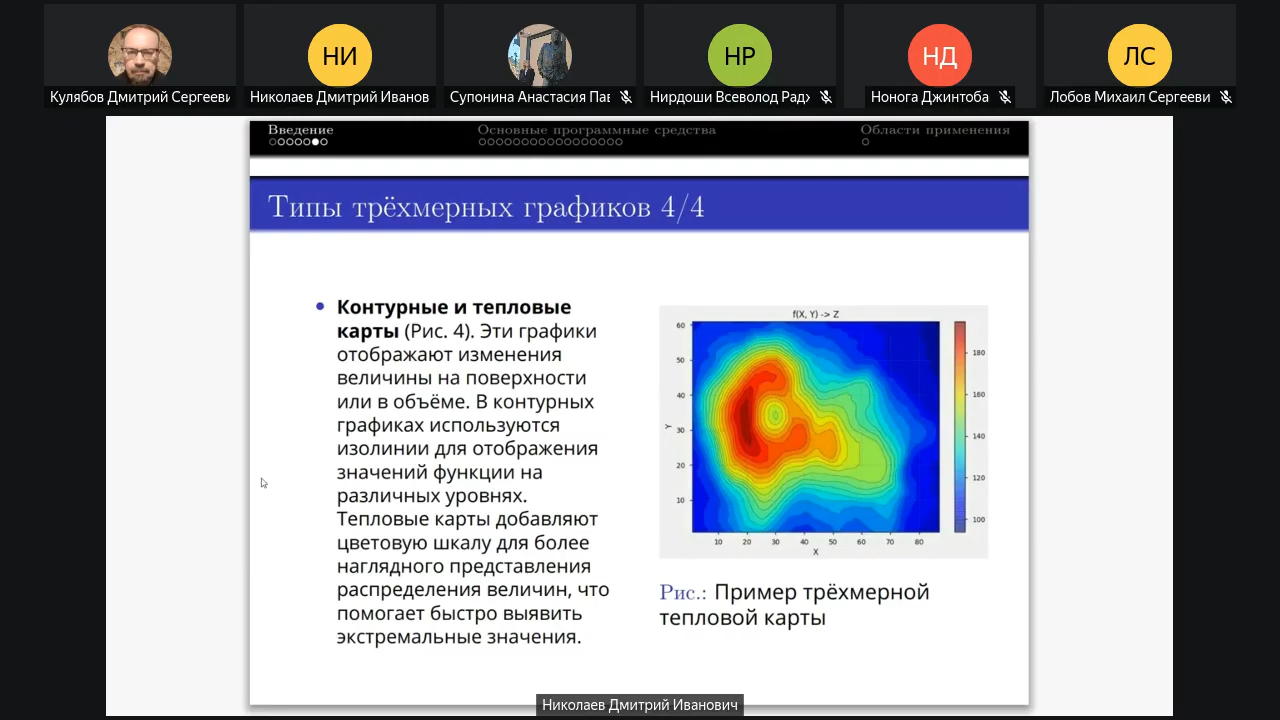 НИ
НР
НД
ЛС
Кулябов Дмитрий Сергееви
Николаев Дмитрий Иванов
Супонина Анастасия Пав
Нирдоши Всеволод Радж
Нонога Джинтоба
Лобов Михаил Сергееви
Введение
Основные программные средства
Области применения
Типы трёхмерных графиков 4/4
Контурные и тепловые
карты (Рис. 4). Эти графики
отображают изменения
величины на поверхности
или в объёме. В контурных
графиках используются
изолинии для отображения
значений функции на
различных уровнях.
Тепловые карты добавляют
цветовую шкалу для более
наглядного представления
распределения величин, что
помогает быстро выявить
экстремальные значения.
f(X, Y) -> Z
60
50
40
30
20
10
Y
10 20 30 40 50 60 70 80
X
180
160
140
120
100
Рис.: Пример трёхмерной
тепловой карты
Николаев Дмитрий Иванович